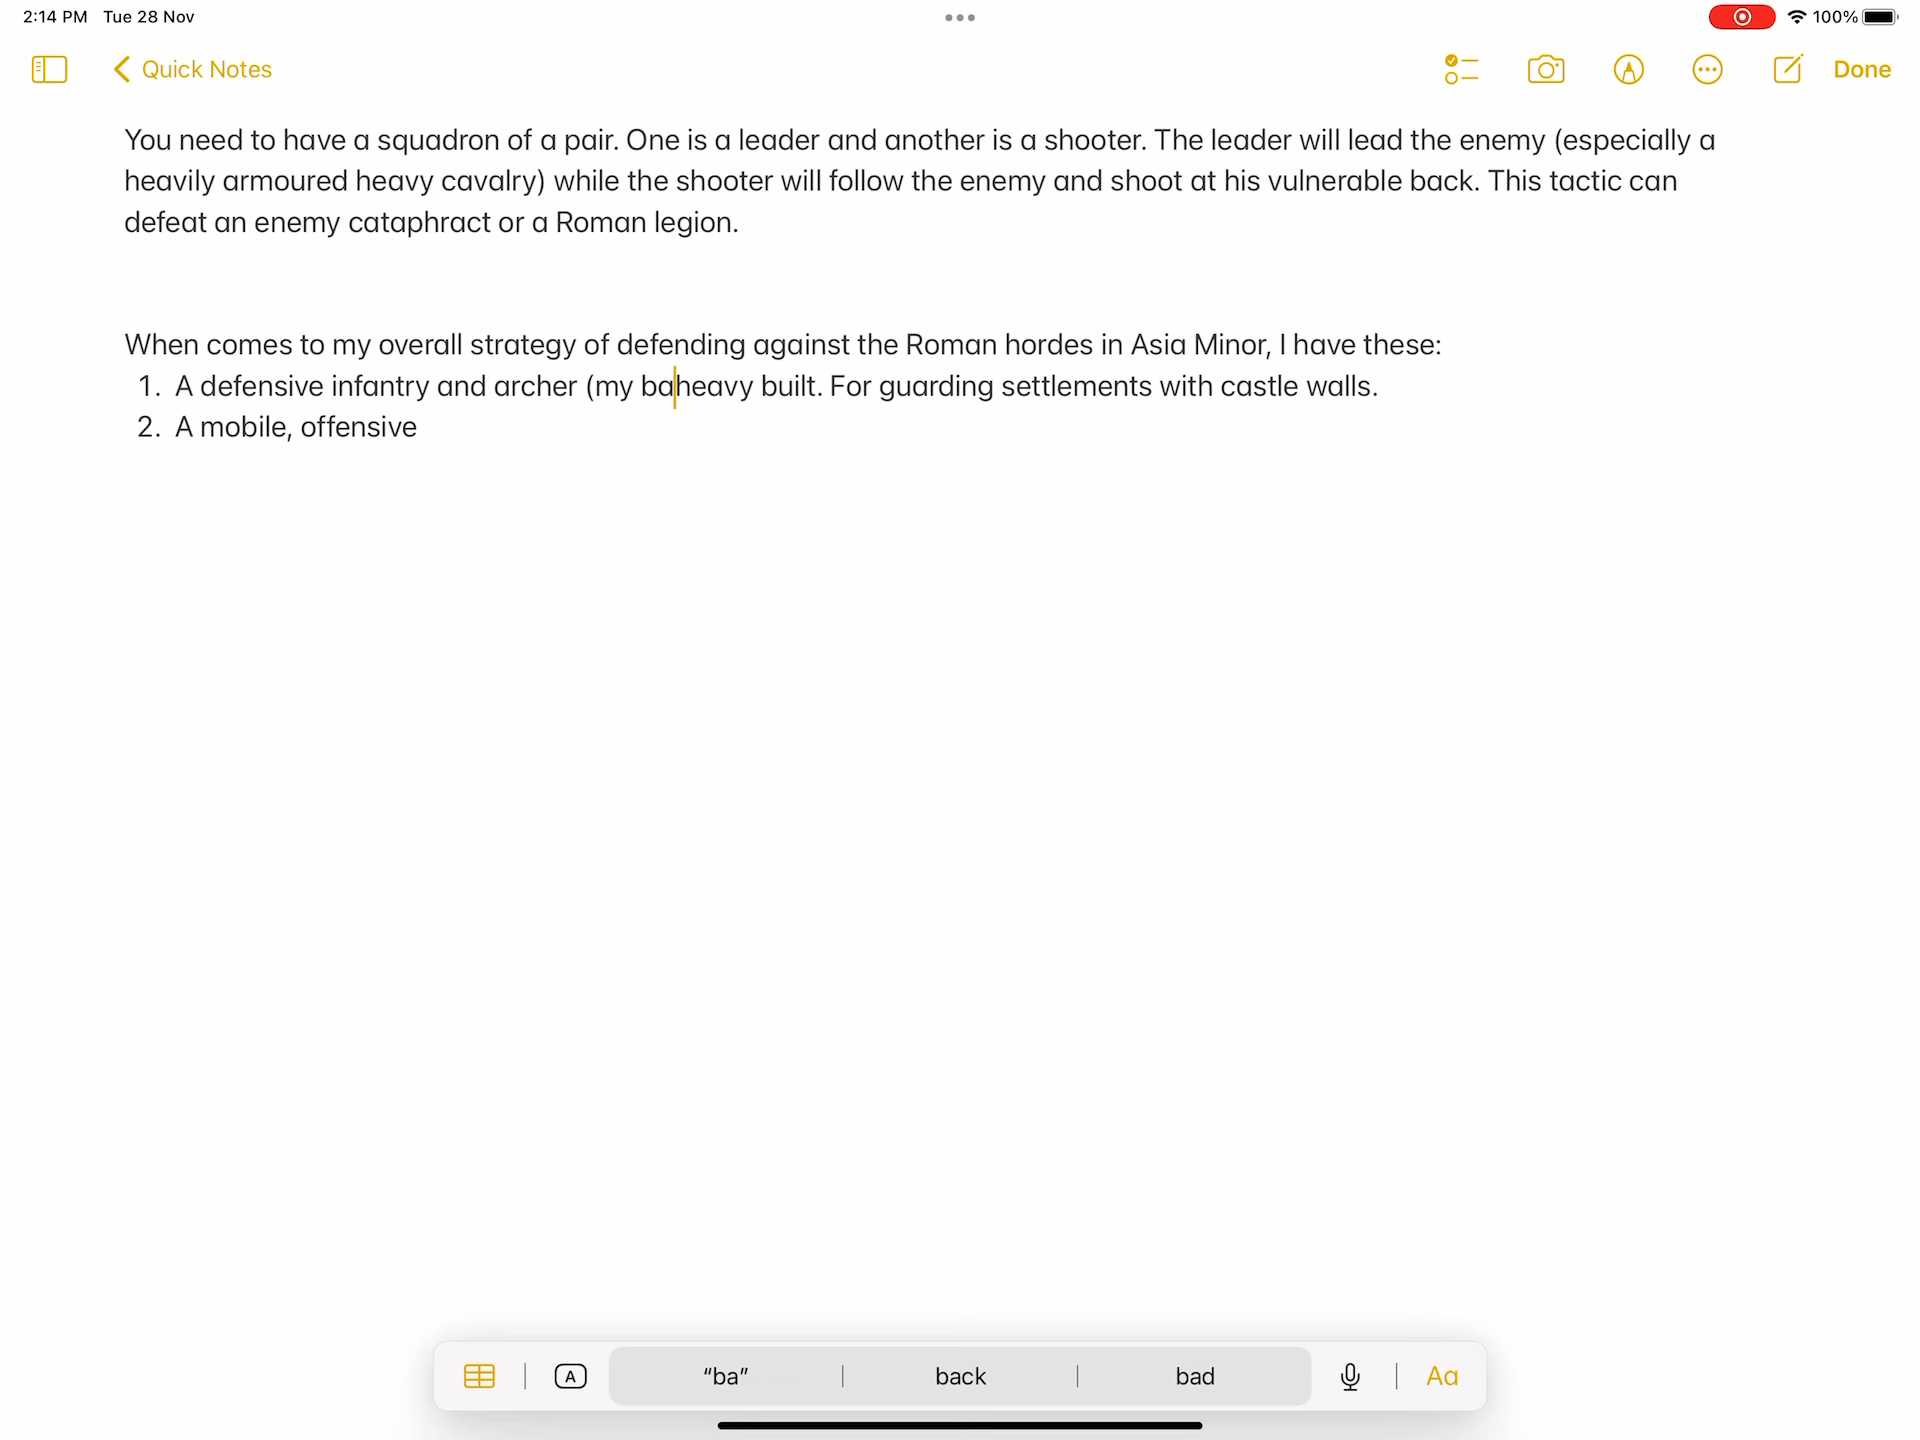 2:14 PM Tue 28 Nov
100%
Quick Notes
Done
You need to have a squadron of a pair. One is a leader and another is a shooter. The leader will lead the enemy (especially a
heavily armoured heavy cavalry) while the shooter will follow the enemy and shoot at his vulnerable back. This tactic can
defeat an enemy cataphract or a Roman legion.
When comes to my overall strategy of defending against the Roman hordes in Asia Minor, I have these:
1. A defensive infantry and archer (my baheavy built. For guarding settlements with castle walls.
2. A mobile, offensive
A
“ba”
back
bad
Aa